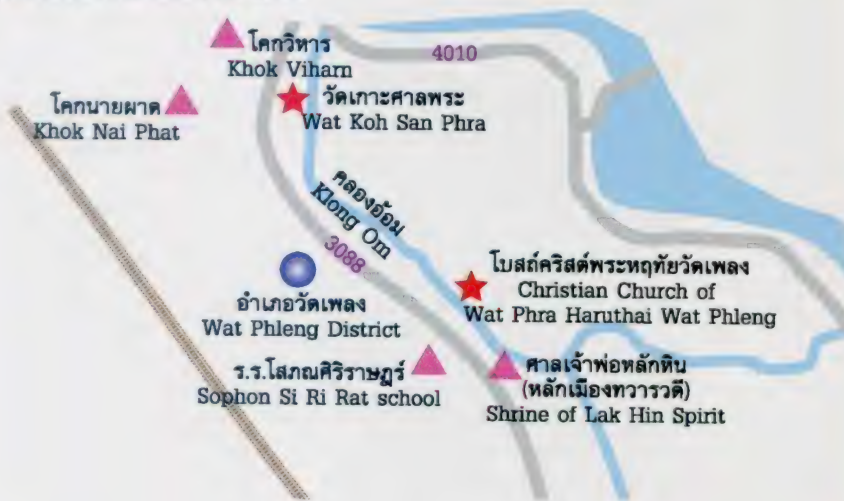 โคกวิหาร
Khok Viharn
4010
โคกนายผาด
Khok Nai Phat
วัดเกาะศาลพระ
Wat Koh San Phra
คลองอ้อม
Klong Om
3088
อำเภอวัดเพลง
Wat Phleng District
โบสถ์คริสต์พระหฤทัยวัดเพลง
Christian Church of
Wat Phra Haruthai Wat Phleng
ร.ร.โสภณศิริราษฎร์
Sophon Si Ri Rat school
ศาลเจ้าพ่อหลักหิน
(หลักเมืองทวารวดี)
Shrine of Lak Hin Spirit